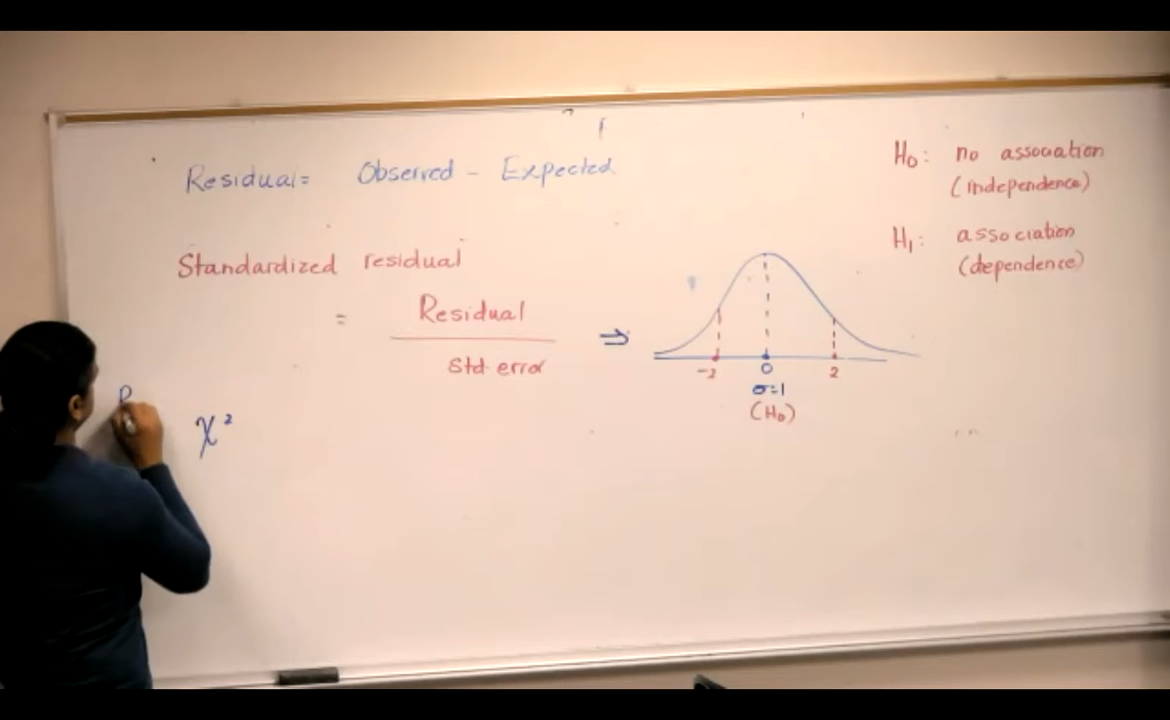 Residual = Observed - Expected
Standardized residual
= Residual
Std. error
⇒
-2 0 2
σ=1
(H₀)
H₀: no association
(independence)
H₁: association
(dependence)
P
χ²